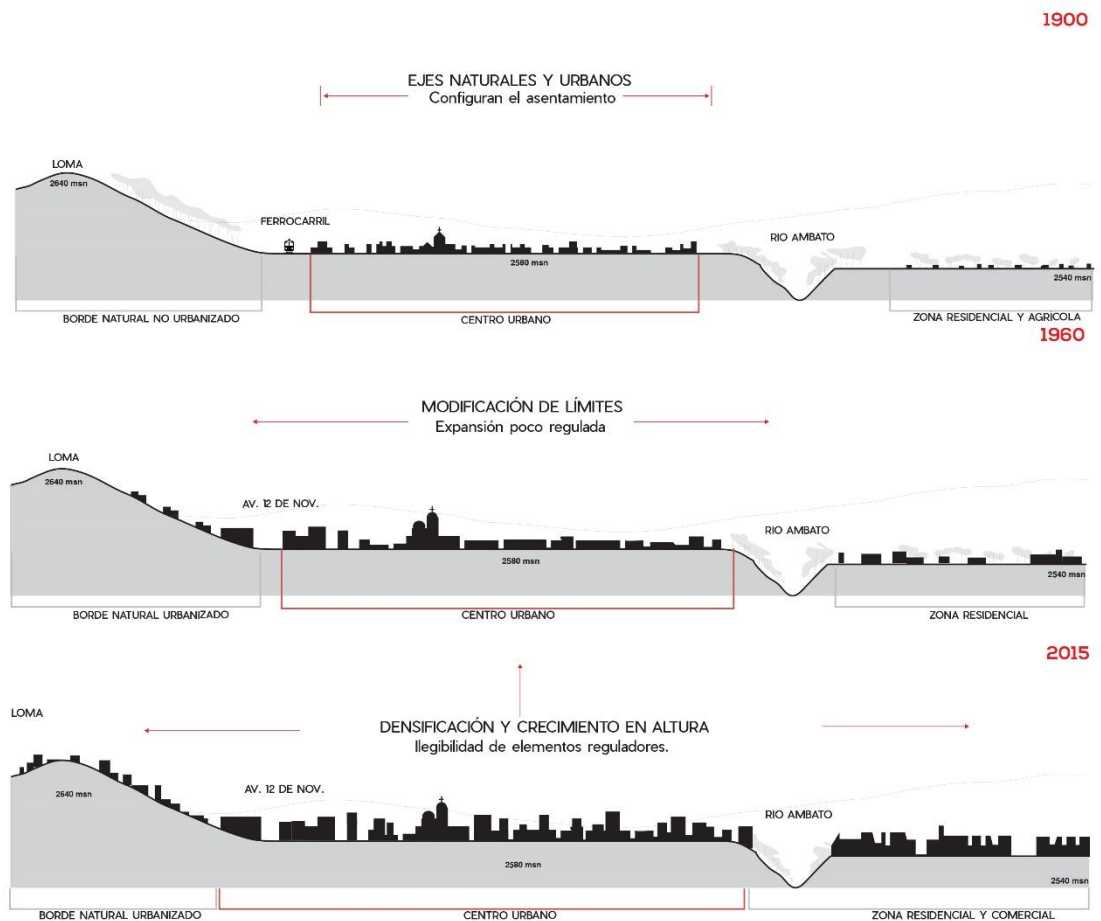 1900
EJES NATURALES Y URBANOS
Configuran el asentamiento
LOMA
2640 msn
FERROCARRIL
RIO AMBATO
2580 msn
2540 msn
BORDE NATURAL NO URBANIZADO
CENTRO URBANO
ZONA RESIDENCIAL Y AGRICOLA
1960
MODIFICACIÓN DE LÍMITES
Expansión poco regulada
LOMA
2640 msn
AV. 12 DE NOV.
RIO AMBATO
2580 msn
2540 msn
BORDE NATURAL URBANIZADO
CENTRO URBANO
ZONA RESIDENCIAL
2015
LOMA
DENSIFICACIÓN Y CRECIMIENTO EN ALTURA
Ilegibilidad de elementos reguladores.
2640 msn
AV. 12 DE NOV.
RIO AMBATO
2580 msn
2540 msn
BORDE NATURAL URBANIZADO
CENTRO URBANO
ZONA RESIDENCIAL Y COMERCIAL